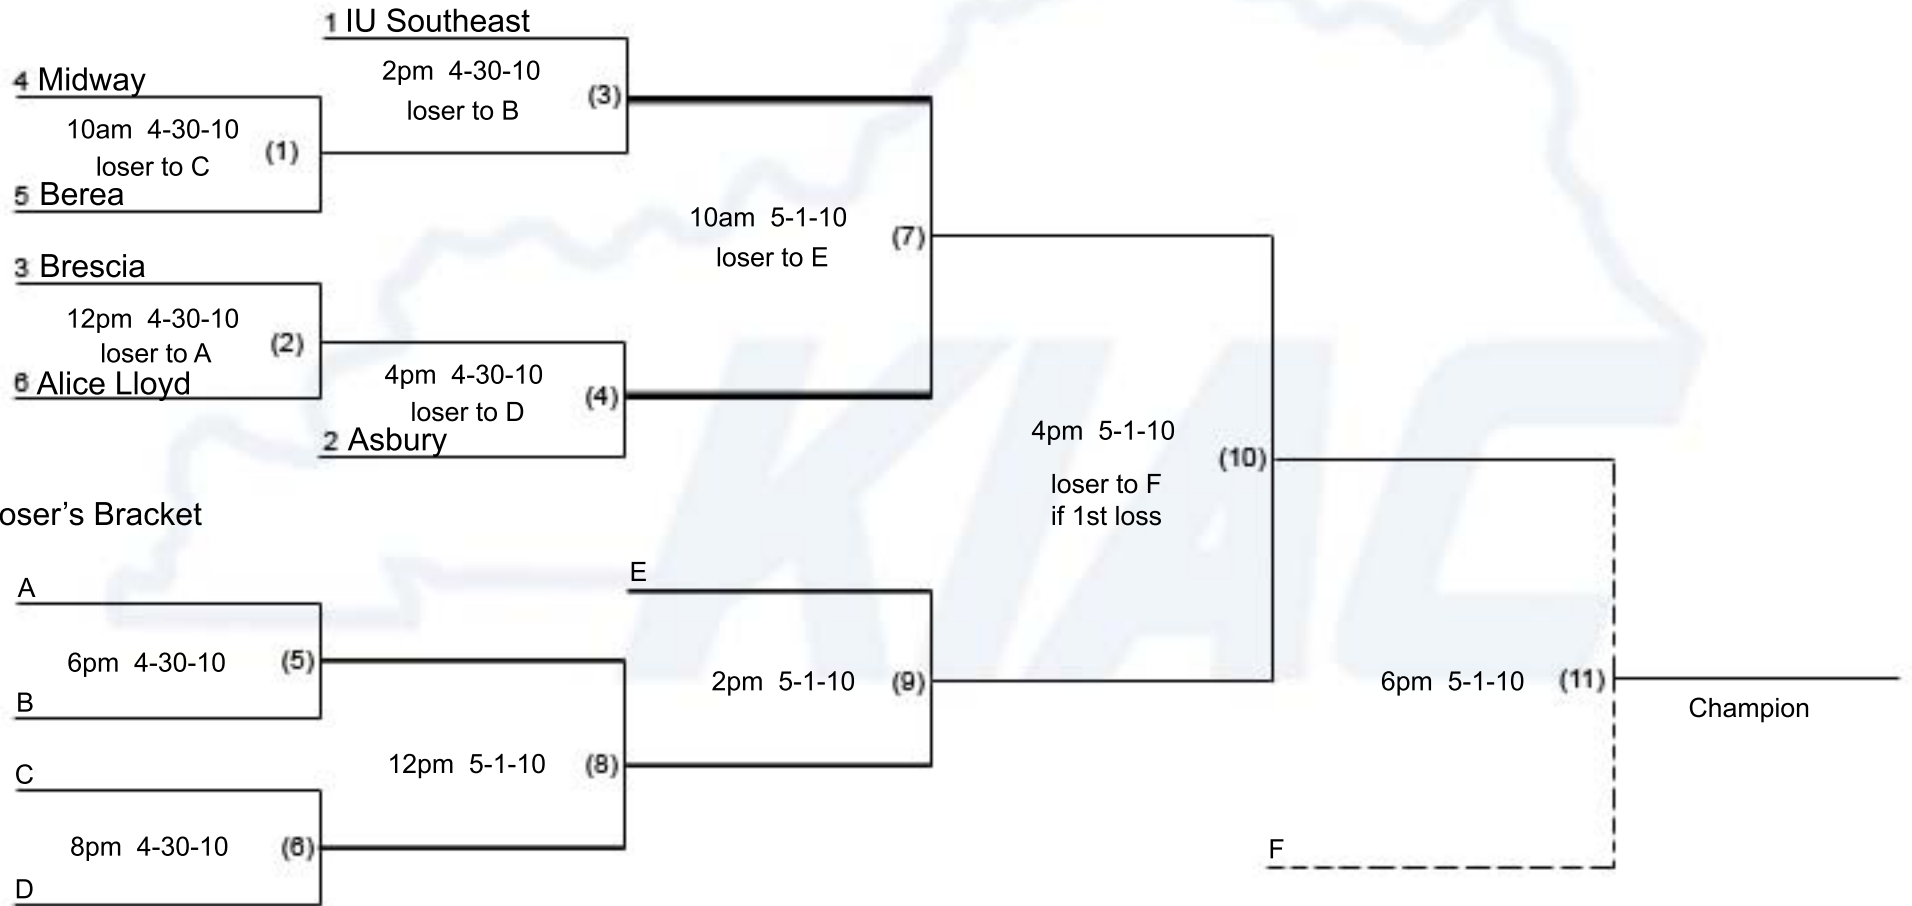 1 IU Southeast
2pm 4-30-10
loser to B
(3)
4 Midway
10am 4-30-10
loser to C
(1)
5 Berea
10am 5-1-10
loser to E
(7)
3 Brescia
12pm 4-30-10
loser to A
(2)
6 Alice Lloyd
4pm 4-30-10
loser to D
(4)
2 Asbury
4pm 5-1-10
loser to F
if 1st loss
(10)
KIAC
oser’s Bracket
A
6pm 4-30-10
(5)
B
E
2pm 5-1-10
(9)
12pm 5-1-10
(8)
C
8pm 4-30-10
(6)
D
6pm 5-1-10
(11)
Champion
F